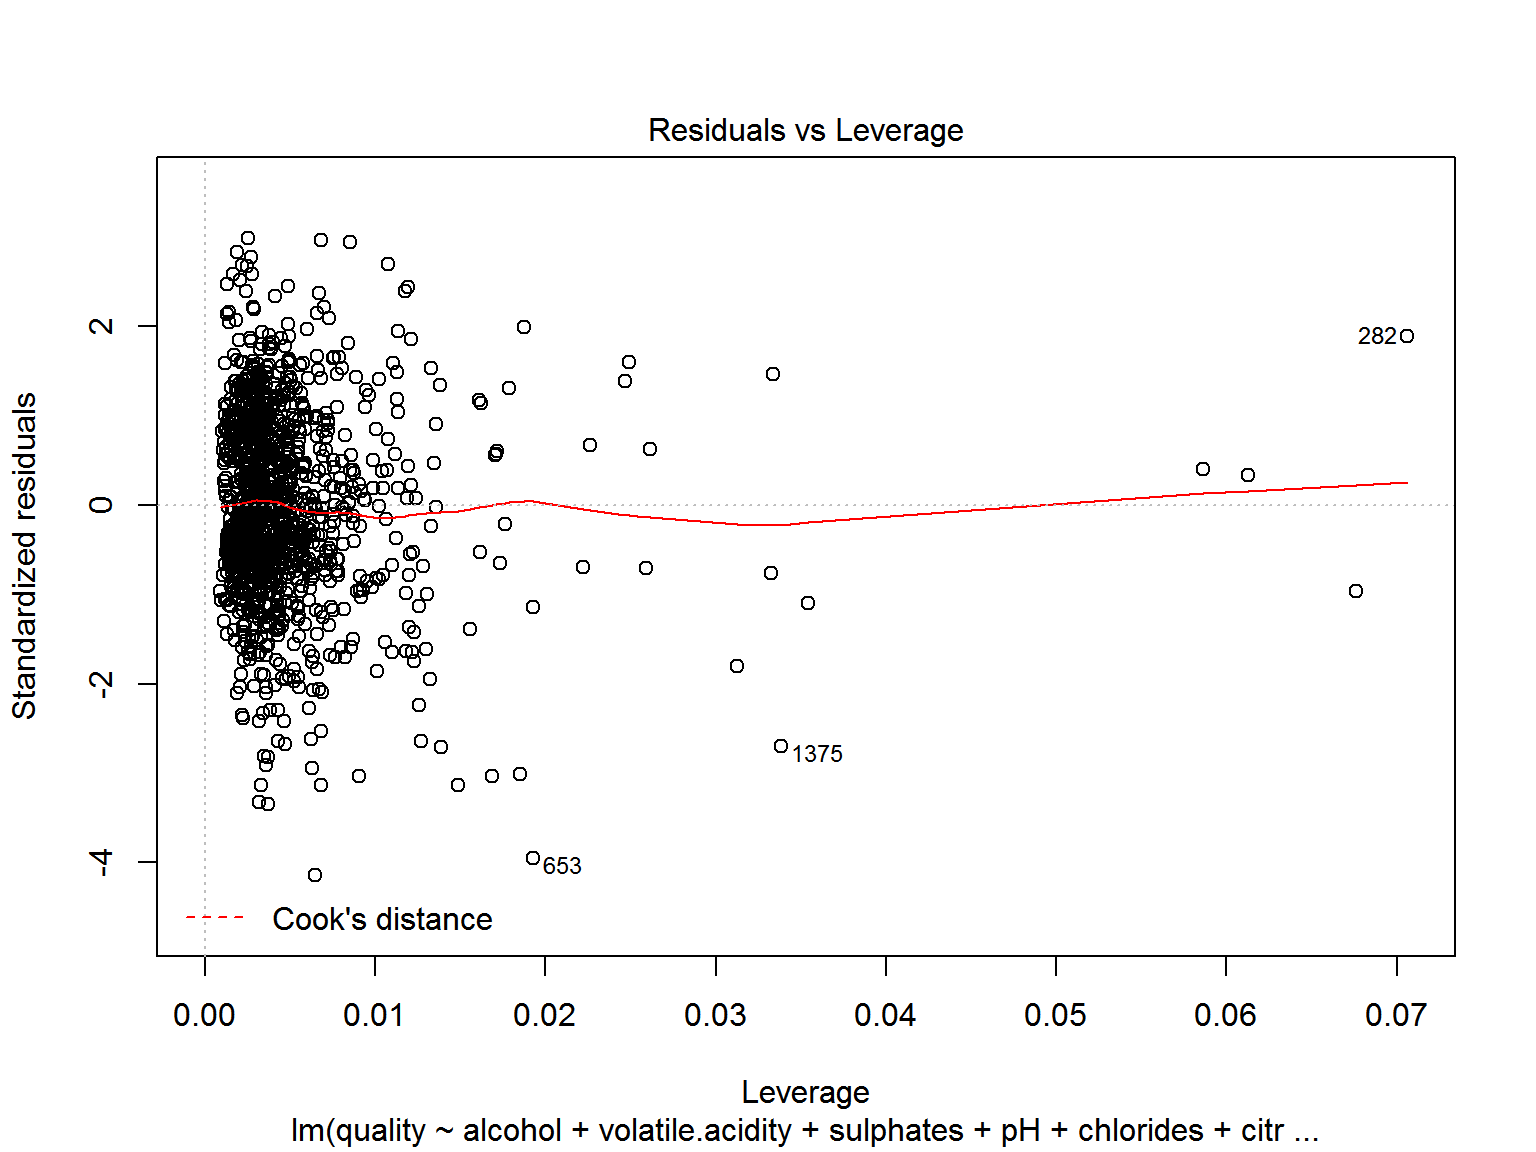 Residuals vs Leverage
Standardized residuals
2
0
-2
-4
282
1375
653
Cook's distance
0.00 0.01 0.02 0.03 0.04 0.05 0.06 0.07
Leverage
lm(quality ~ alcohol + volatile.acidity + sulphates + pH + chlorides + citr ...